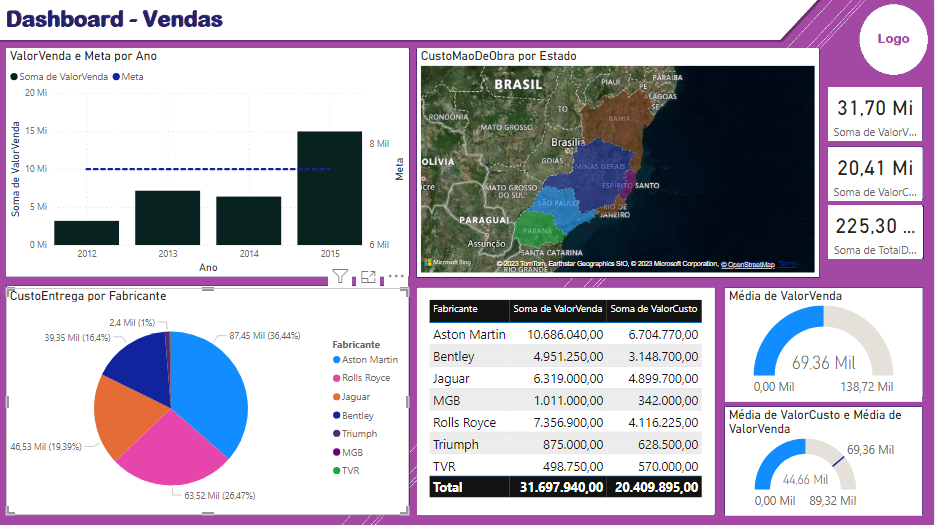 Dashboard - Vendas
Logo
ValorVenda e Meta por Ano
Soma de ValorVenda Meta
20 Mi
15 Mi
10 Mi
5 Mi
0 Mi
Soma de ValorVenda
8 Mil
6 Mil
Meta
2012 2013 2014 2015
Ano
CustoMaoDeObra por Estado
BRASIL
PIAUÍ
PARAÍBA
PE
ALAGOAS
SE
TO
RONDÔNIA
MATO GROSSO
BAHIA
Brasília
GOIÁS
MINAS GERAIS
OLÍVIA
cre
MATO GROSSO
DO SUL
ESPÍRITO SANTO
SÃO PAULO
RIO DE
JANEIRO
PARAGUAI
PARANÁ
Assunção
SANTA CATARINA
RIO GRANDE
Microsoft Bing
© 2023 TomTom, Earthstar Geographics SIO, © 2023 Microsoft Corporation, © OpenStreetMap Terms
31,70 Mi
Soma de ValorV...
20,41 Mi
Soma de ValorC...
225,30 ...
Soma de TotalD...
CustoEntrega por Fabricante
2,4 Mil (1%)
39,35 Mil (16,4%)
87,45 Mil (36,44%)
46,53 Mil (19,39%)
63,52 Mil (26,47%)
Fabricante
Aston Martin
Rolls Royce
Jaguar
Bentley
Triumph
MGB
TVR
Fabricante Soma de ValorVenda Soma de ValorCusto
Aston Martin 10.686.040,00 6.704.770,00
Bentley 4.951.250,00 3.148.700,00
Jaguar 6.319.000,00 4.899.700,00
MGB 1.011.000,00 342.000,00
Rolls Royce 7.356.900,00 4.116.225,00
Triumph 875.000,00 628.500,00
TVR 498.750,00 570.000,00
Total 31.697.940,00 20.409.895,00
Média de ValorVenda
69,36 Mil
0,00 Mil 138,72 Mil
Média de ValorCusto e Média de
ValorVenda
69,36 Mil
44,66 Mil
0,00 Mil 89,32 Mil